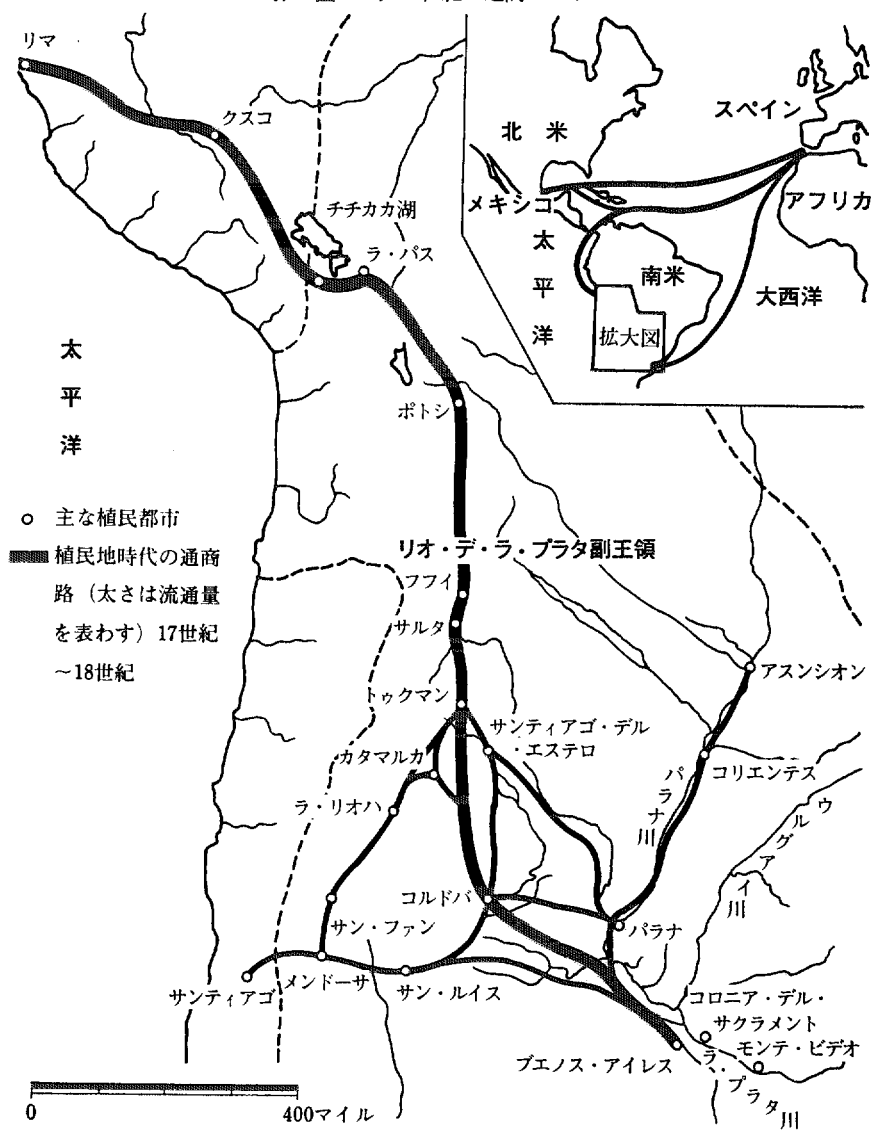 リマ
クスコ
チチカカ湖
ラ・パス
ポトシ
太平洋
北米
スペイン
メキシコ
アフリカ
太平洋
南米
大西洋
拡大図
主な植民都市
植民地時代の通商
路（太さは流通量
を表わす）17世紀
～18世紀
リオ・デ・ラ・プラタ副王領
フフイ
サルタ
トゥクマン
アスンシオン
サンティアゴ・デル
・エステロ
カタマルカ
コリエンテス
パラナ川
ウルグアイ川
ラ・リオハ
コルドバ
パラナ
サン・ファン
メンドーサ
サンティアゴ
サン・ルイス
コロニア・デル・
サクラメント
モンテ・ビデオ
ブエノス・アイレス
ラ・プラタ川
0
400マイル